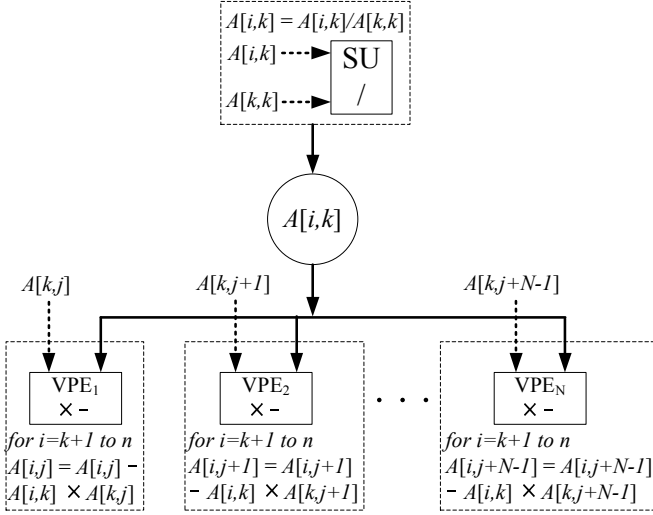 A[i,k] = A[i,k]/A[k,k]
A[i,k]
SU
A[k,k]
/
A[i,k]
A[k,j]
A[k,j+1]
A[k,j+N-1]
VPE1
× -
for i=k+1 to n
A[i,j] = A[i,j] -
A[i,k] × A[k,j]
VPE2
× -
for i=k+1 to n
A[i,j+1] = A[i,j+1]
- A[i,k] × A[k,j+1]
. . .
VPEN
× -
for i=k+1 to n
A[i,j+N-1] = A[i,j+N-1]
- A[i,k] × A[k,j+N-1]